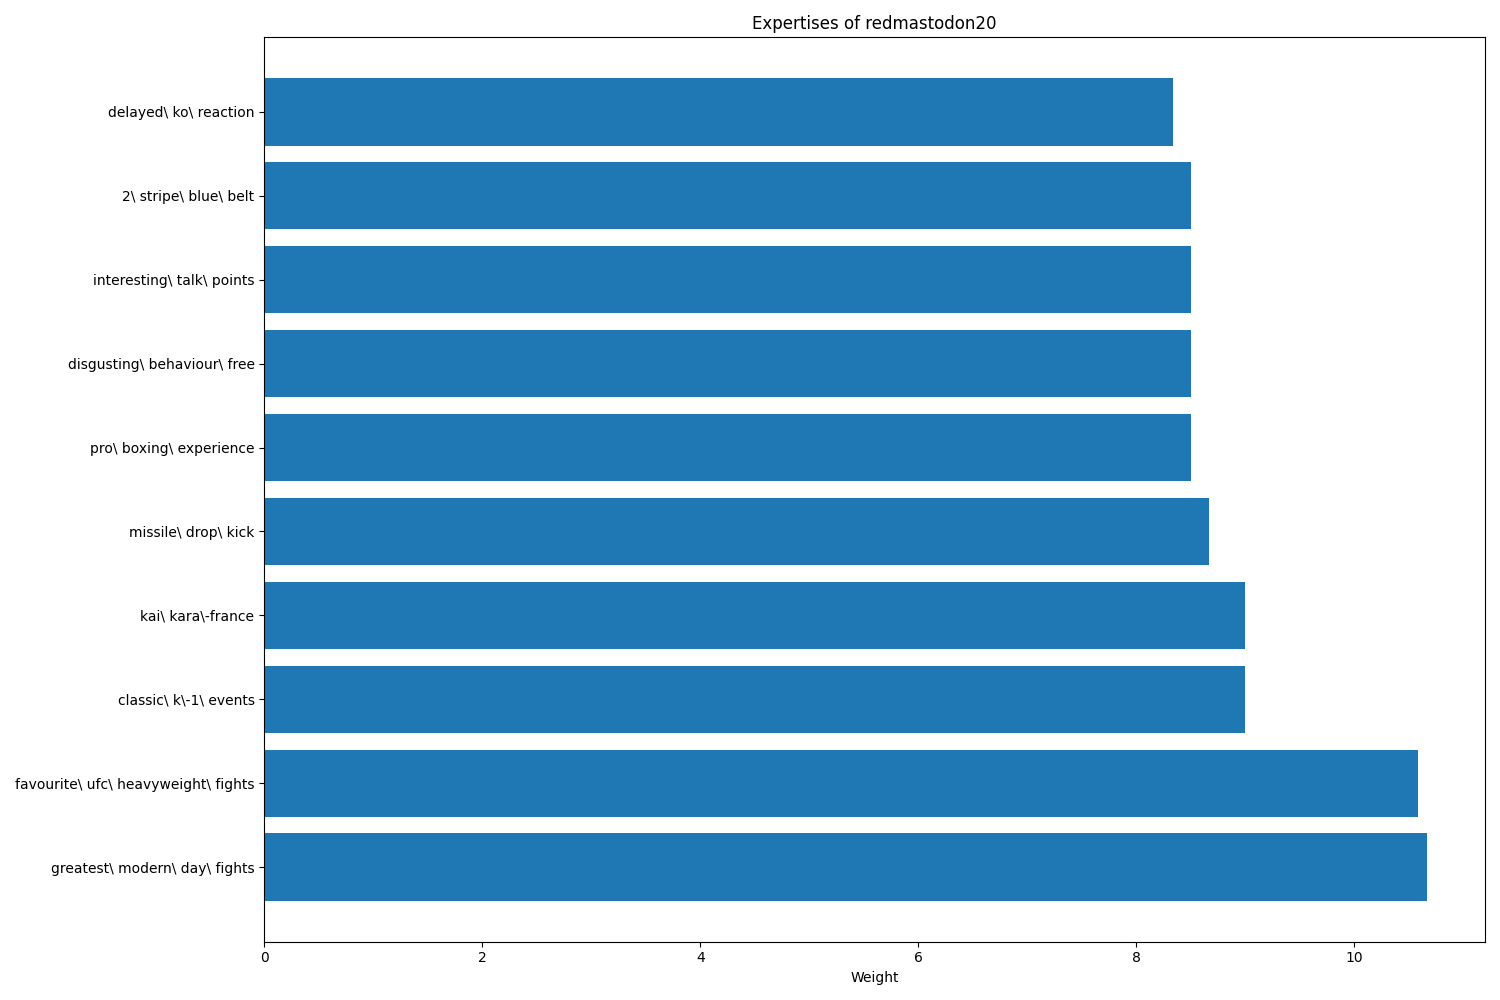 Expertises of redmastodon20
delayed\ ko\ reaction
2\ stripe\ blue\ belt
interesting\ talk\ points
disgusting\ behaviour\ free
pro\ boxing\ experience
missile\ drop\ kick
kai\ kara\-france
classic\ k\-1\ events
favourite\ ufc\ heavyweight\ fights
greatest\ modern\ day\ fights
0 2 4 6 8 10
Weight